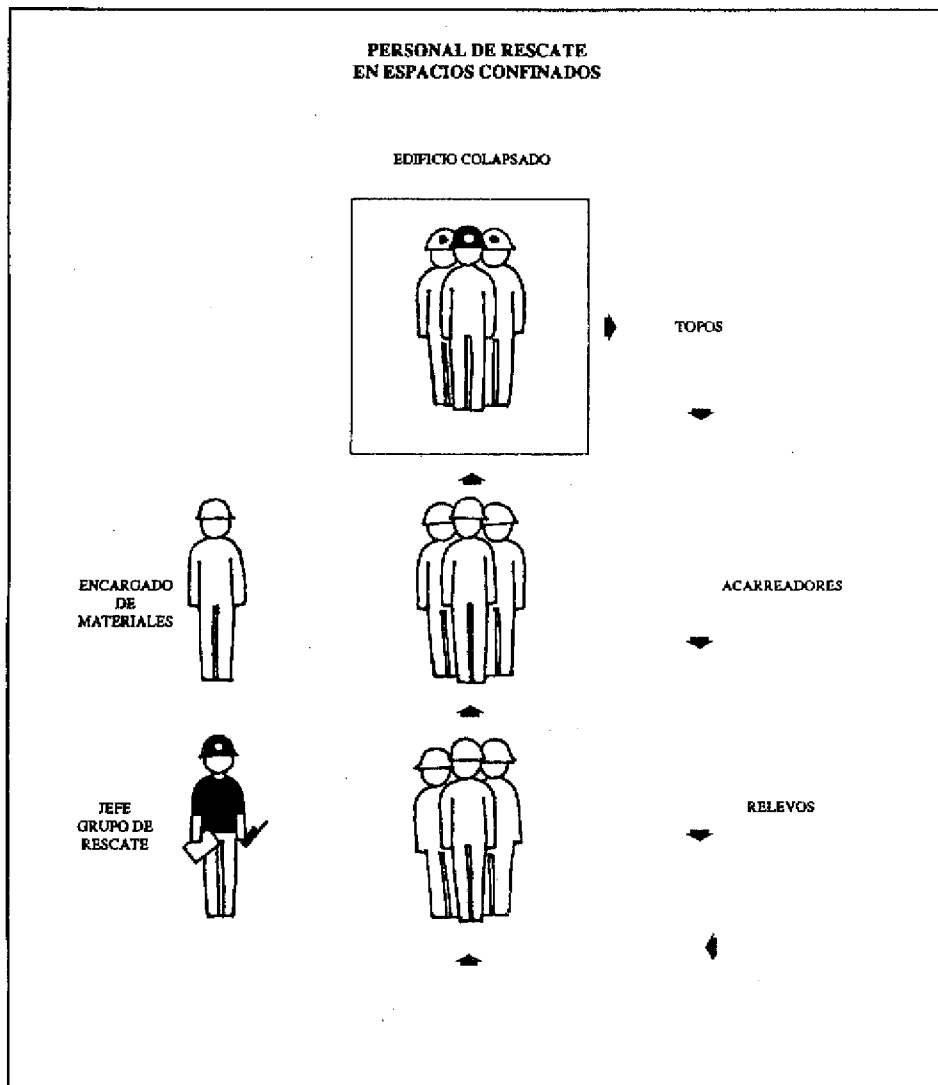 PERSONAL DE RESCATE
EN ESPACIOS CONFINADOS
EDIFICIO COLAPSADO
TOPOS
ENCARGADO
DE
MATERIALES
ACARREADORES
JEFE
GRUPO DE
RESCATE
RELEVOS